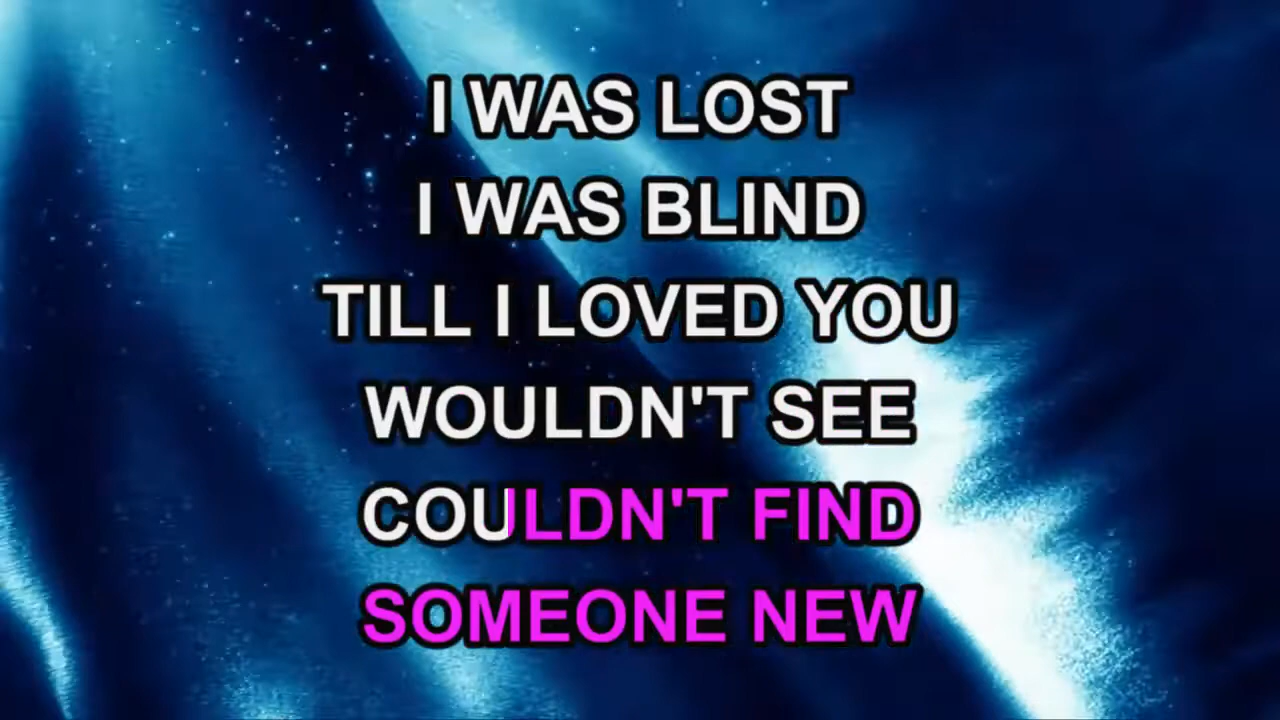 I WAS LOST
I WAS BLIND
TILL I LOVED YOU
WOULDN'T SEE
COULDN'T FIND
SOMEONE NEW